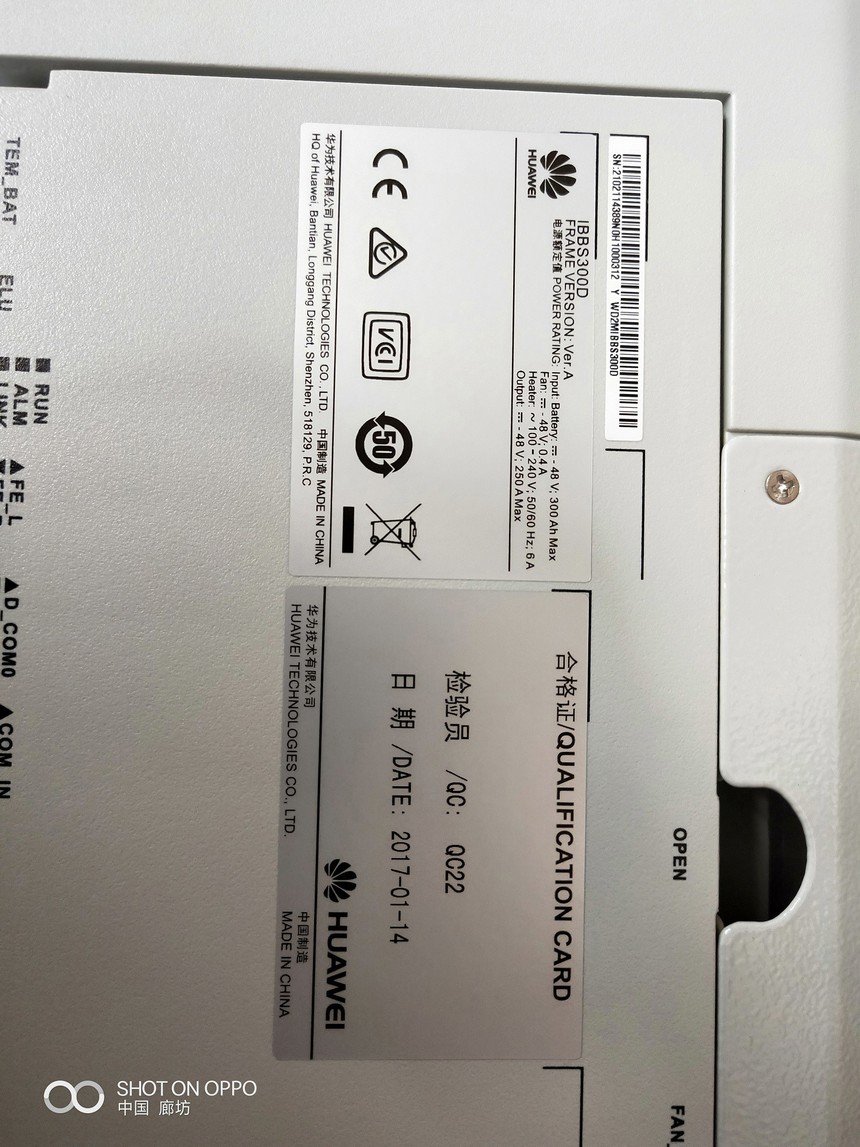 SN:2102114389N0H1000312 Y WD2MIBBS300D
HUAWEI
IBBS300D
FRAME VERSION: Ver.A
电源额定值 POWER RATING: Input: Battery: ⎓ - 48 V; 300 Ah Max
Fan: ⎓ - 48 V; 0.4 A
Heater: ~ 100 - 240 V; 50/60 Hz; 6 A
Output: ⎓ - 48 V; 250 A Max
CE
VCI
50
华为技术有限公司 HUAWEI TECHNOLOGIES CO., LTD. 中国制造 MADE IN CHINA
HQ of Huawei, Bantian, Longgang District, Shenzhen, 518129, P.R.C
合格证/QUALIFICATION CARD
检验员 /QC: QC22
日 期 /DATE: 2017-01-14
HUAWEI
华为技术有限公司 中国制造
HUAWEI TECHNOLOGIES CO., LTD. MADE IN CHINA
OPEN
FAN_
TEM_BAT
RUN ▲FE_L ▲D_COM0 ▲COM_IN
ALM
LINK
SHOT ON OPPO
中国 廊坊